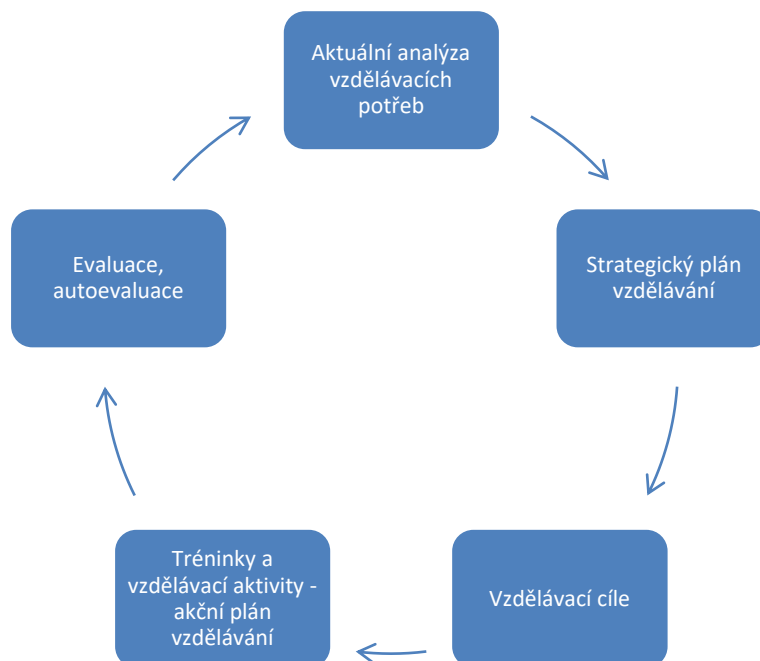 Aktuální analýza
vzdělávacích
potřeb
Strategický plán
vzdělávání
Vzdělávací cíle
Tréninky a
vzdělávací aktivity -
akční plán
vzdělávání
Evaluace,
autoevaluace